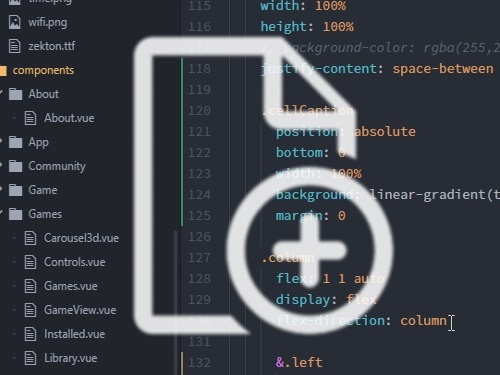 time.png
wifi.png
zekton.ttf
components
About
About.vue
App
Community
Game
Games
Carousel3d.vue
Controls.vue
Games.vue
GameView.vue
Installed.vue
Library.vue
115 width: 100%
116 height: 100%
117 // background-color: rgba(255,2
118 justify-content: space-between
119
120 .cellCaption
121 position: absolute
122 bottom: 0
123 width: 100%
124 background: linear-gradient(t
125 margin: 0
126
127 .column
128 flex: 1 1 auto
129 display: flex
130 flex-direction: column
131
132 &.left